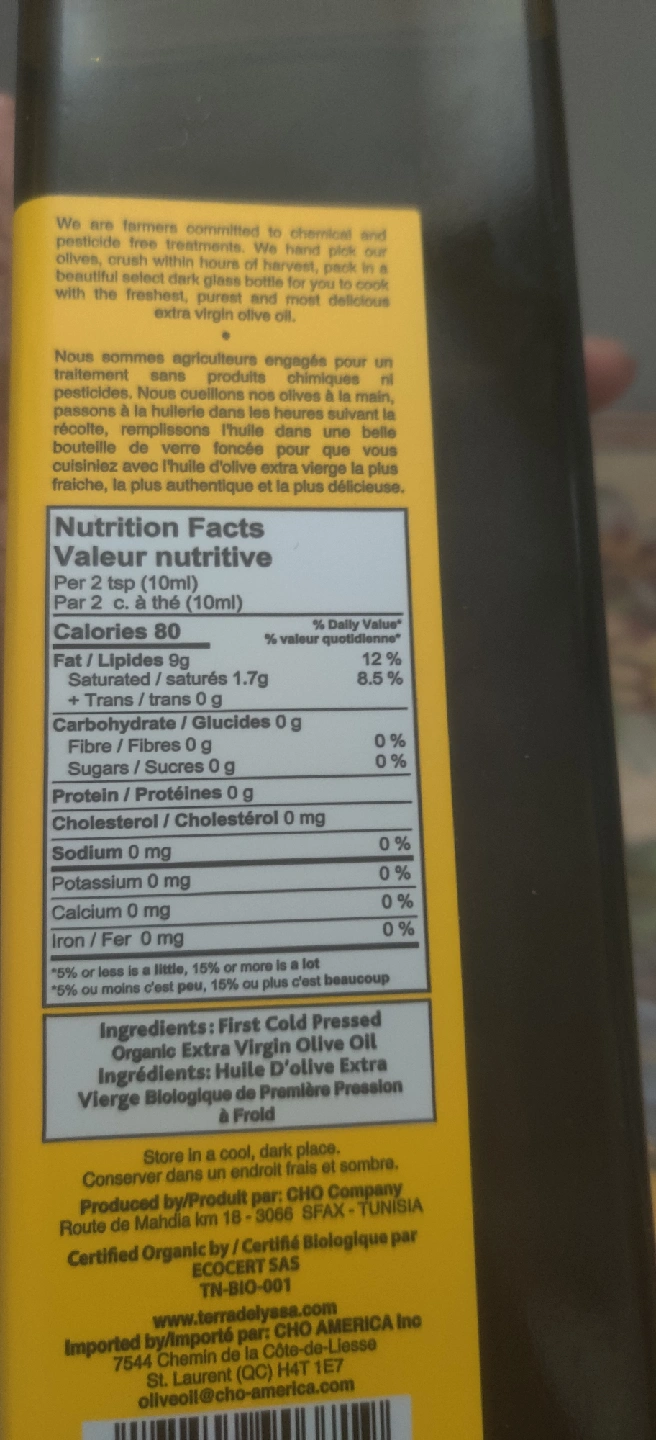 We are farmers committed to chemical and
pesticide free treatments. We hand pick our
olives, crush within hours of harvest, pack in a
beautiful select dark glass bottle for you to cook
with the freshest, purest and most delicious
extra virgin olive oil.
•
Nous sommes agriculteurs engagés pour un
traitement sans produits chimiques ni
pesticides. Nous cueillons nos olives à la main,
passons à la huilerie dans les heures suivant la
récolte, remplissons l'huile dans une belle
bouteille de verre foncée pour que vous
cuisiniez avec l'huile d'olive extra vierge la plus
fraiche, la plus authentique et la plus délicieuse.
Nutrition Facts
Valeur nutritive
Per 2 tsp (10ml)
Par 2 c. à thé (10ml)
Calories 80
% Daily Value*
% valeur quotidienne*
Fat / Lipides 9g 12 %
Saturated / saturés 1.7g 8.5 %
+ Trans / trans 0 g
Carbohydrate / Glucides 0 g
Fibre / Fibres 0 g 0 %
Sugars / Sucres 0 g 0 %
Protein / Protéines 0 g
Cholesterol / Cholestérol 0 mg
Sodium 0 mg 0 %
Potassium 0 mg 0 %
Calcium 0 mg 0 %
Iron / Fer 0 mg 0 %
*5% or less is a little, 15% or more is a lot
*5% ou moins c'est peu, 15% ou plus c'est beaucoup
Ingredients: First Cold Pressed
Organic Extra Virgin Olive Oil
Ingrédients: Huile D'olive Extra
Vierge Biologique de Première Pression
à Froid
Store in a cool, dark place.
Conserver dans un endroit frais et sombre.
Produced by/Produit par: CHO Company
Route de Mahdia km 18 - 3066 SFAX - TUNISIA
Certified Organic by / Certifié Biologique par
ECOCERT SAS
TN-BIO-001
www.terradelyssa.com
Imported by/Importé par: CHO AMERICA Inc
7544 Chemin de la Côte-de-Liesse
St. Laurent (QC) H4T 1E7
oliveoil@cho-america.com